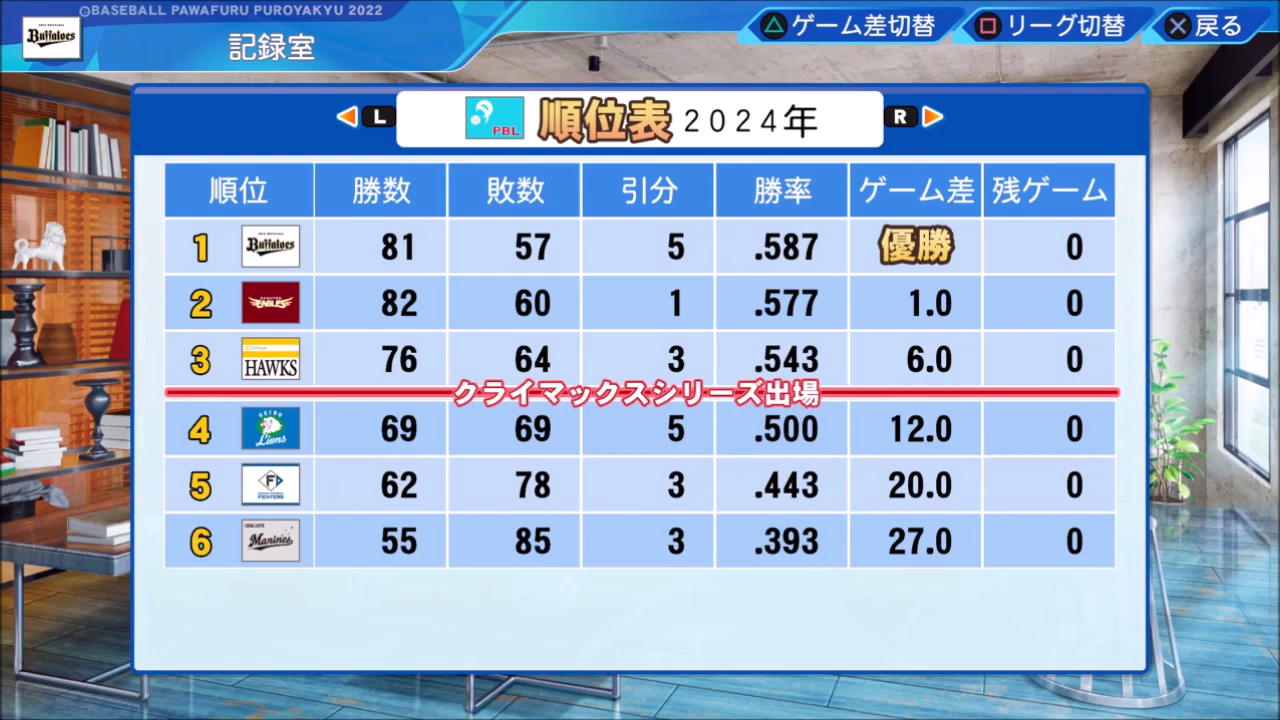 ©BASEBALL PAWAFURU PUROYAKYU 2022
Buffaloes
記録室
ゲーム差切替
リーグ切替
戻る
L
PBL
順位表 2024年
R
順位 勝数 敗数 引分 勝率 ゲーム差 残ゲーム
1 Buffaloes 81 57 5 .587 優勝 0
2 EAGLES 82 60 1 .577 1.0 0
3 HAWKS 76 64 3 .543 6.0 0
クライマックスシリーズ出場
4 SEIBU Lions 69 69 5 .500 12.0 0
5 F FIGHTERS 62 78 3 .443 20.0 0
6 Marines 55 85 3 .393 27.0 0